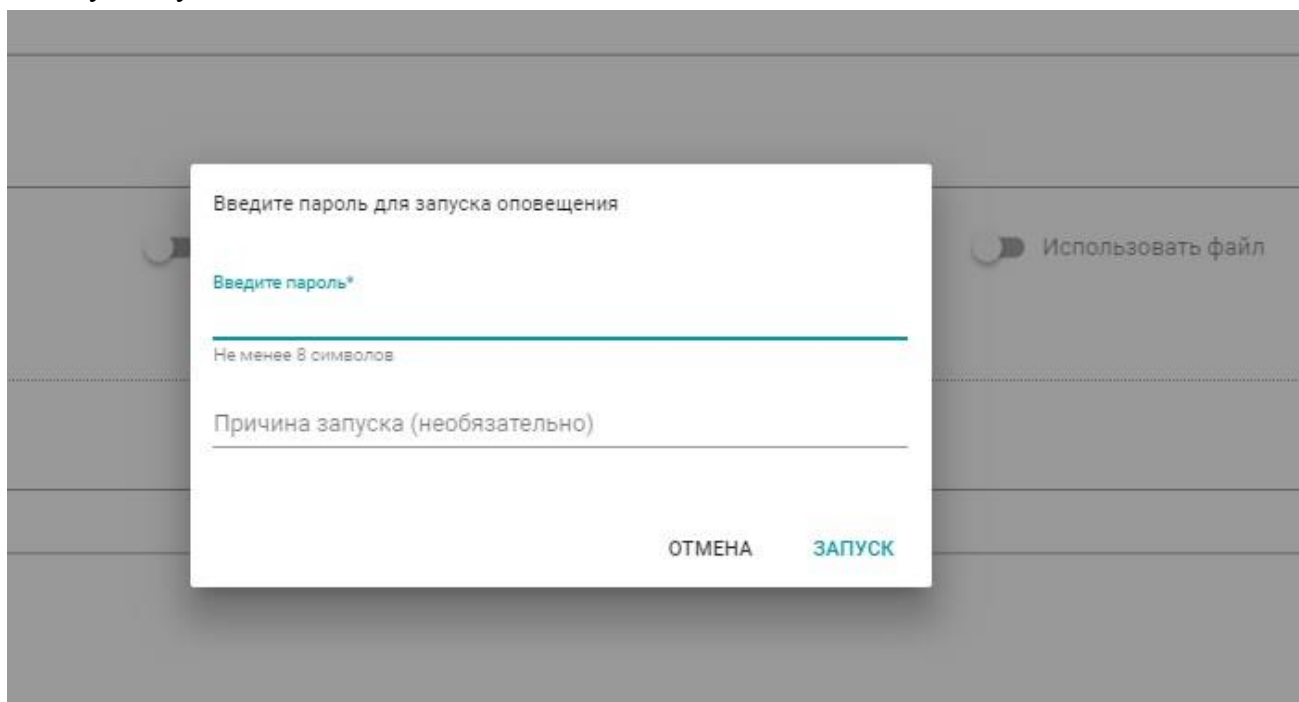 Введите пароль для запуска оповещения
Использовать файл
Введите пароль*
Не менее 8 символов
Причина запуска (необязательно)
ОТМЕНА ЗАПУСК